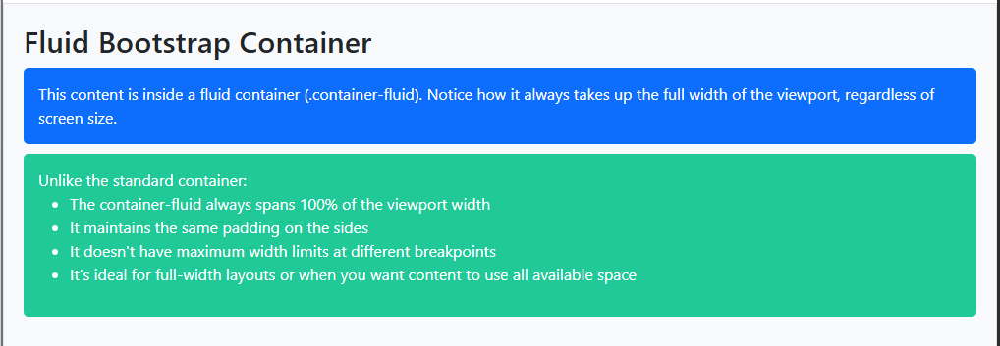 Fluid Bootstrap Container
This content is inside a fluid container (.container-fluid). Notice how it always takes up the full width of the viewport, regardless of
screen size.
Unlike the standard container:
• The container-fluid always spans 100% of the viewport width
• It maintains the same padding on the sides
• It doesn't have maximum width limits at different breakpoints
• It's ideal for full-width layouts or when you want content to use all available space